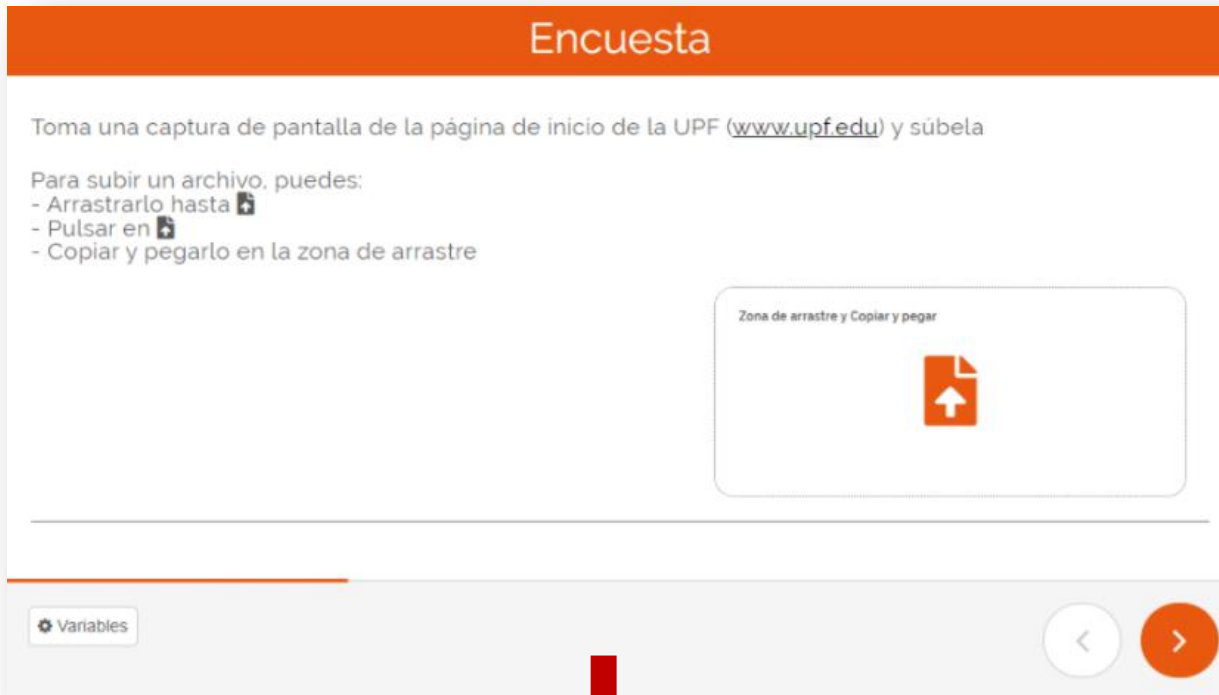 Encuesta
Toma una captura de pantalla de la página de inicio de la UPF (www.upf.edu) y súbela
Para subir un archivo, puedes:
- Arrastrarlo hasta
- Pulsar en
- Copiar y pegarlo en la zona de arrastre
Zona de arrastre y Copiar y pegar
Variables